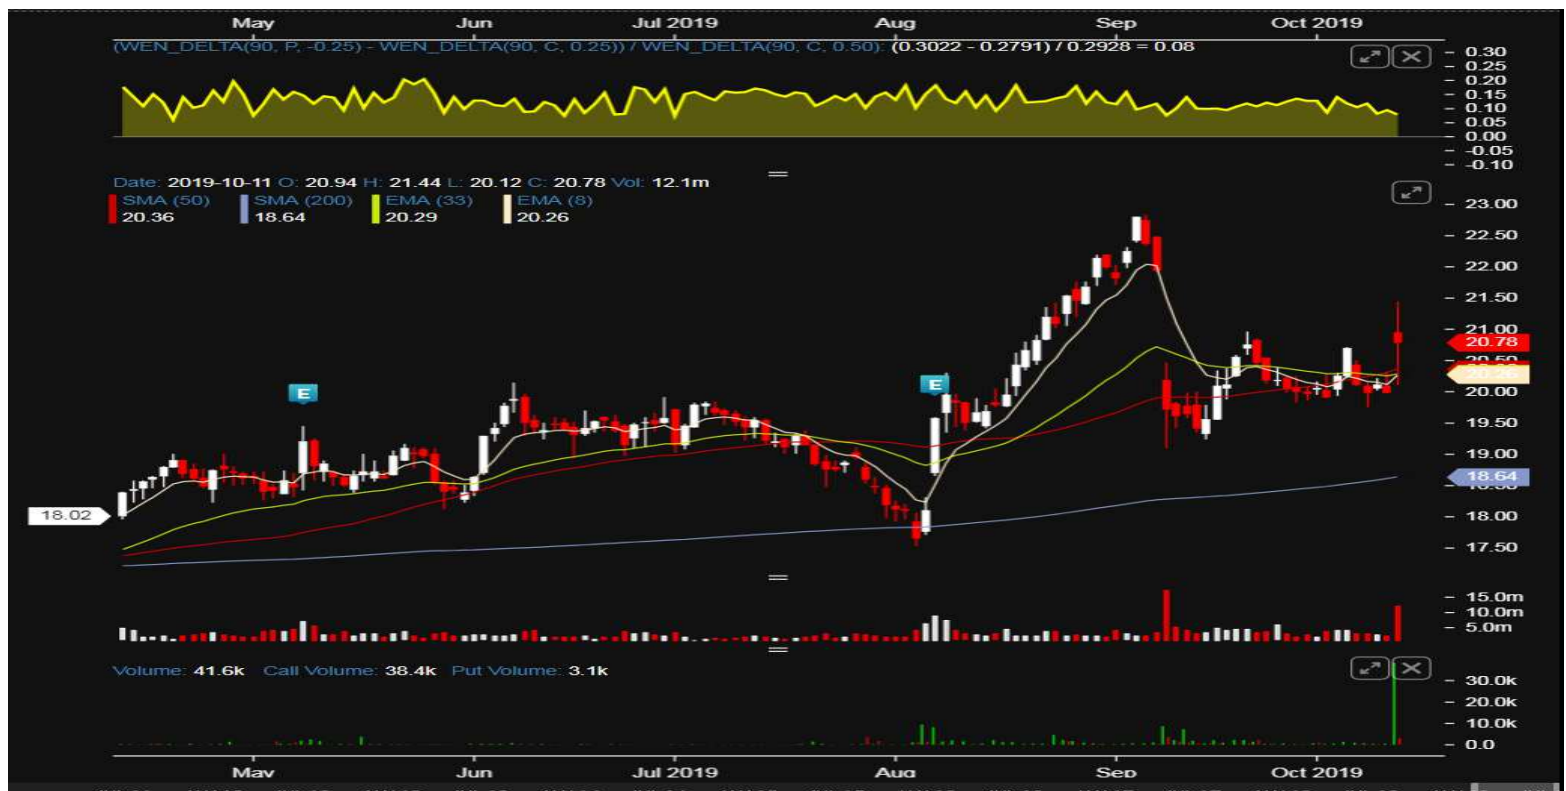 May Jun Jul 2019 Aug Sep Oct 2019
(WEN_DELTA(90, P, -0.25) - WEN_DELTA(90, C, 0.25)) / WEN_DELTA(90, C, 0.50): (0.3022 - 0.2791) / 0.2928 = 0.08
0.30
0.25
0.20
0.15
0.10
0.05
0.00
-0.05
-0.10
Date: 2019-10-11 O: 20.94 H: 21.44 L: 20.12 C: 20.78 Vol: 12.1m
SMA (50) SMA (200) EMA (33) EMA (8)
20.36 18.64 20.29 20.26
23.00
22.50
22.00
21.50
21.00
20.78
20.50
20.26
20.00
19.50
19.00
18.64
18.50
18.00
17.50
E
E
18.02
15.0m
10.0m
5.0m
Volume: 41.6k Call Volume: 38.4k Put Volume: 3.1k
30.0k
20.0k
10.0k
0.0
May Jun Jul 2019 Aug Sep Oct 2019